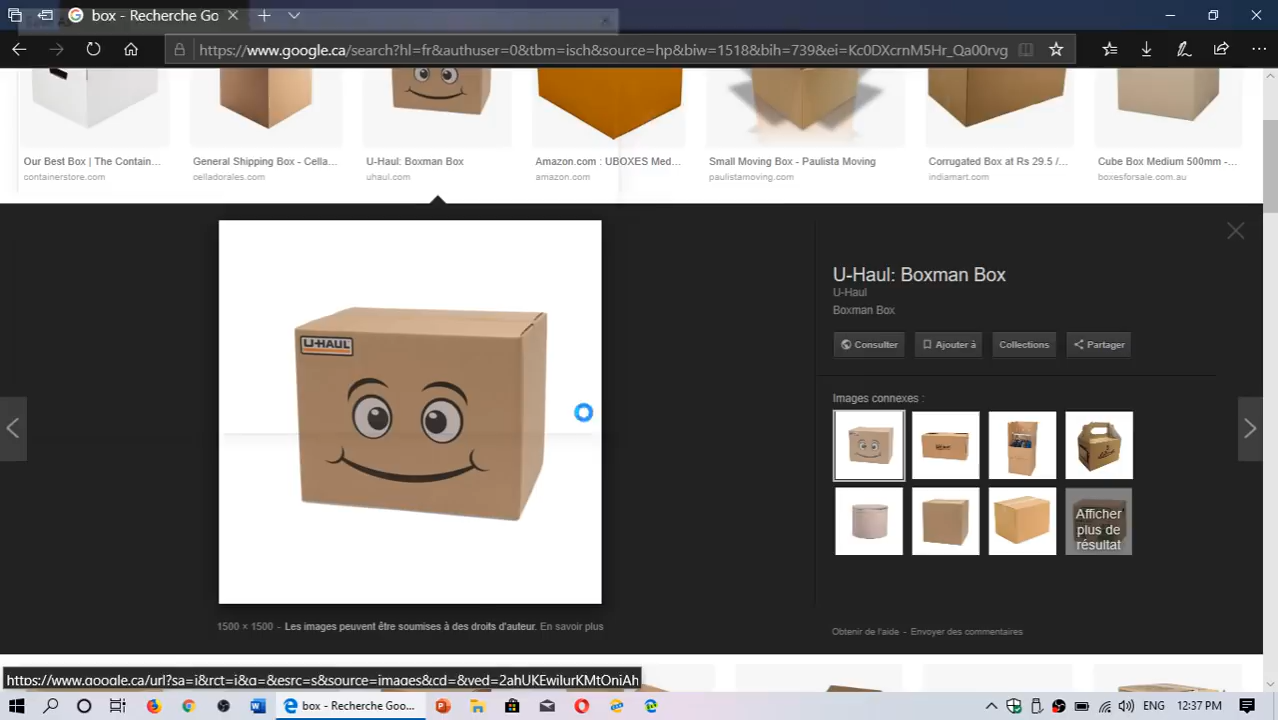 box - Recherche Go
https://www.google.ca/search?hl=fr&authuser=0&tbm=isch&source=hp&biw=1518&bih=739&ei=Kc0DXcrnM5Hr_Qa00rvg
Our Best Box | The Contain...
containerstore.com
General Shipping Box - Cella...
celladorales.com
U-Haul: Boxman Box
uhaul.com
Amazon.com : UBOXES Med...
amazon.com
Small Moving Box - Paulista Moving
paulistamoving.com
Corrugated Box at Rs 29.5 /...
indiamart.com
Cube Box Medium 500mm -...
boxesforsale.com.au
U-HAUL
1500 × 1500 - Les images peuvent être soumises à des droits d'auteur. En savoir plus
U-Haul: Boxman Box
U-Haul
Boxman Box
Consulter
Ajouter à
Collections
Partager
Images connexes :
Afficher
plus de
résultat
Obtenir de l'aide - Envoyer des commentaires
https://www.google.ca/url?sa=i&rct=j&q=&esrc=s&source=images&cd=&ved=2ahUKEwilurKMtOniAh
box - Recherche Goo...
ENG
12:37 PM